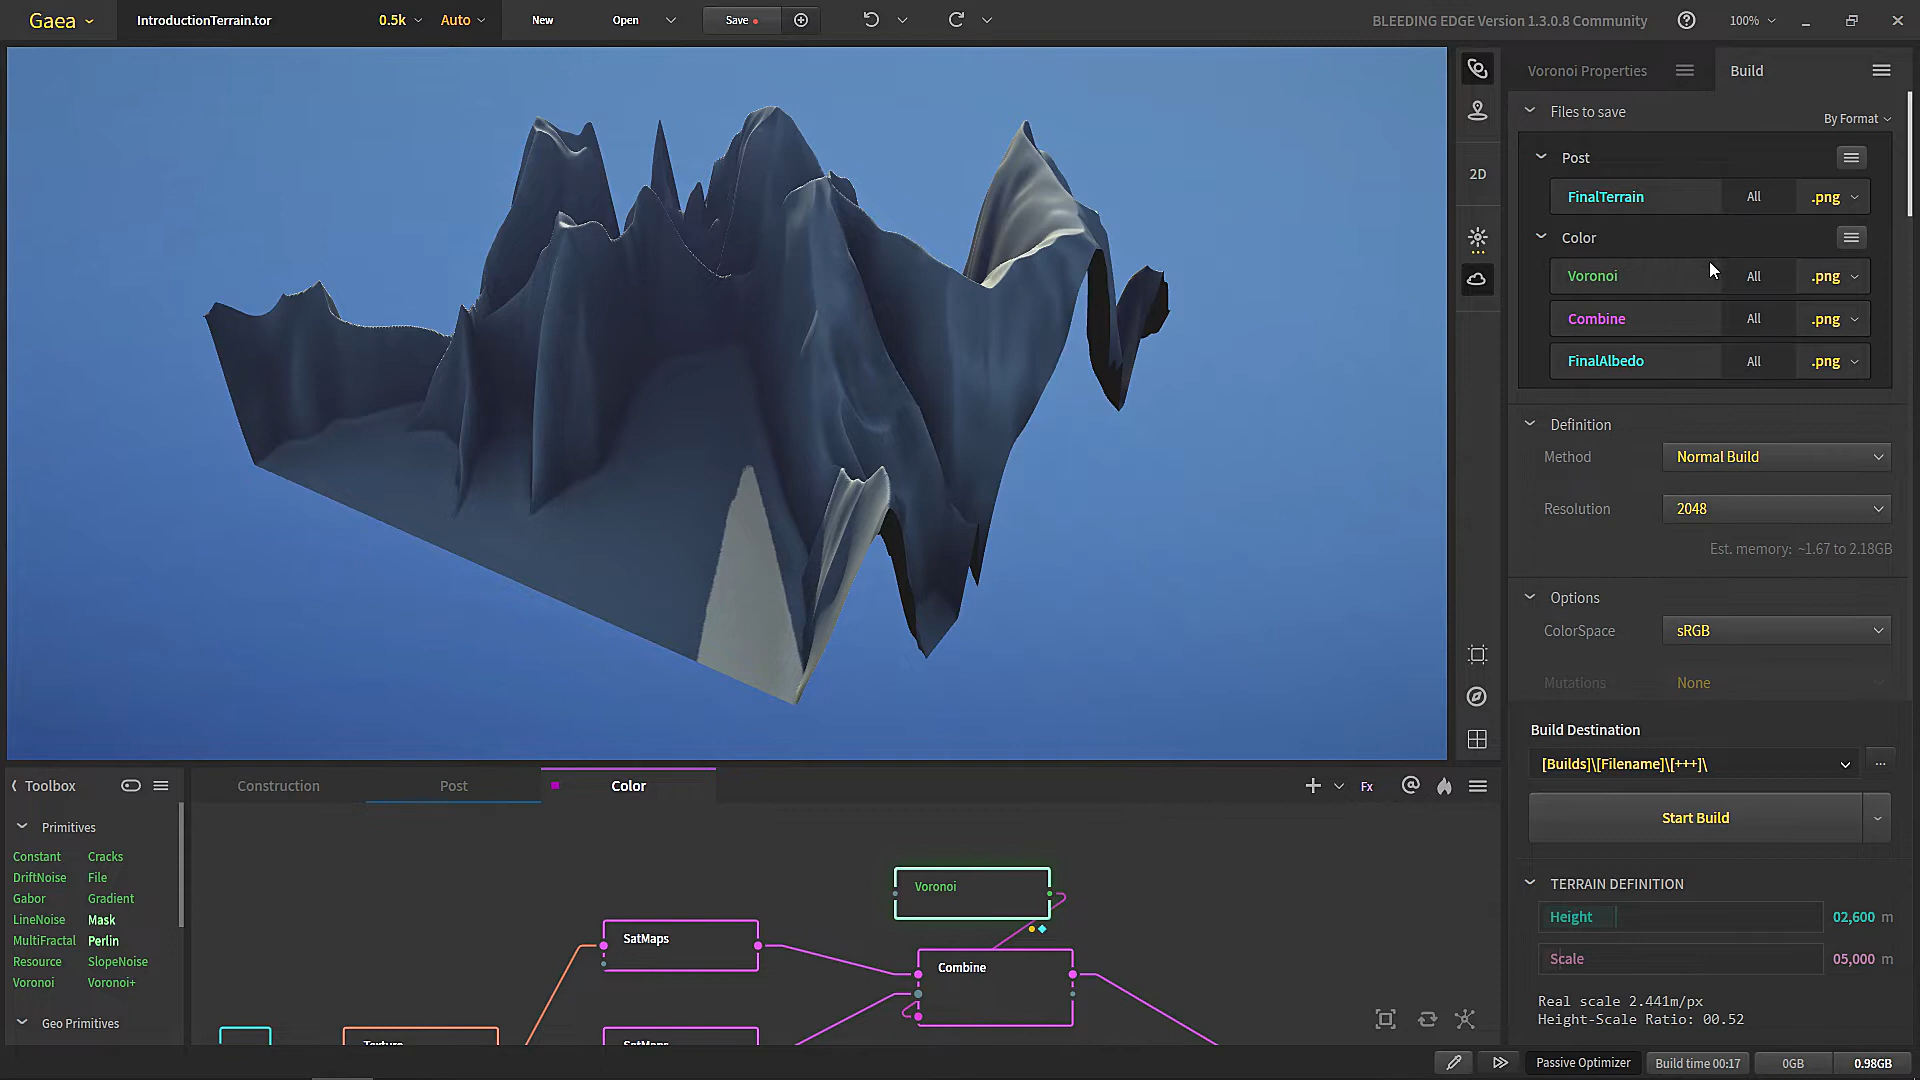 Gaea
IntroductionTerrain.tor
0.5k
Auto
New
Open
Save
BLEEDING EDGE Version 1.3.0.8 Community
100%
2D
Voronoi Properties
Build
Files to save
By Format
Post
FinalTerrain
All
.png
Color
Voronoi
All
.png
Combine
All
.png
FinalAlbedo
All
.png
Definition
Method
Normal Build
Resolution
2048
Est. memory: ~1.67 to 2.18GB
Options
ColorSpace
sRGB
Mutations
None
Build Destination
[Builds]\[Filename]\[+++]\
...
Start Build
TERRAIN DEFINITION
Height
02,600 m
Scale
05,000 m
Real scale 2.441m/px
Height-Scale Ratio: 00.52
Toolbox
Primitives
Constant
Cracks
DriftNoise
File
Gabor
Gradient
LineNoise
Mask
MultiFractal
Perlin
Resource
SlopeNoise
Voronoi
Voronoi+
Geo Primitives
Construction
Post
Color
Fx
Voronoi
SatMaps
Combine
Texture
SatMaps
Passive Optimizer
Build time 00:17
0GB
0.98GB